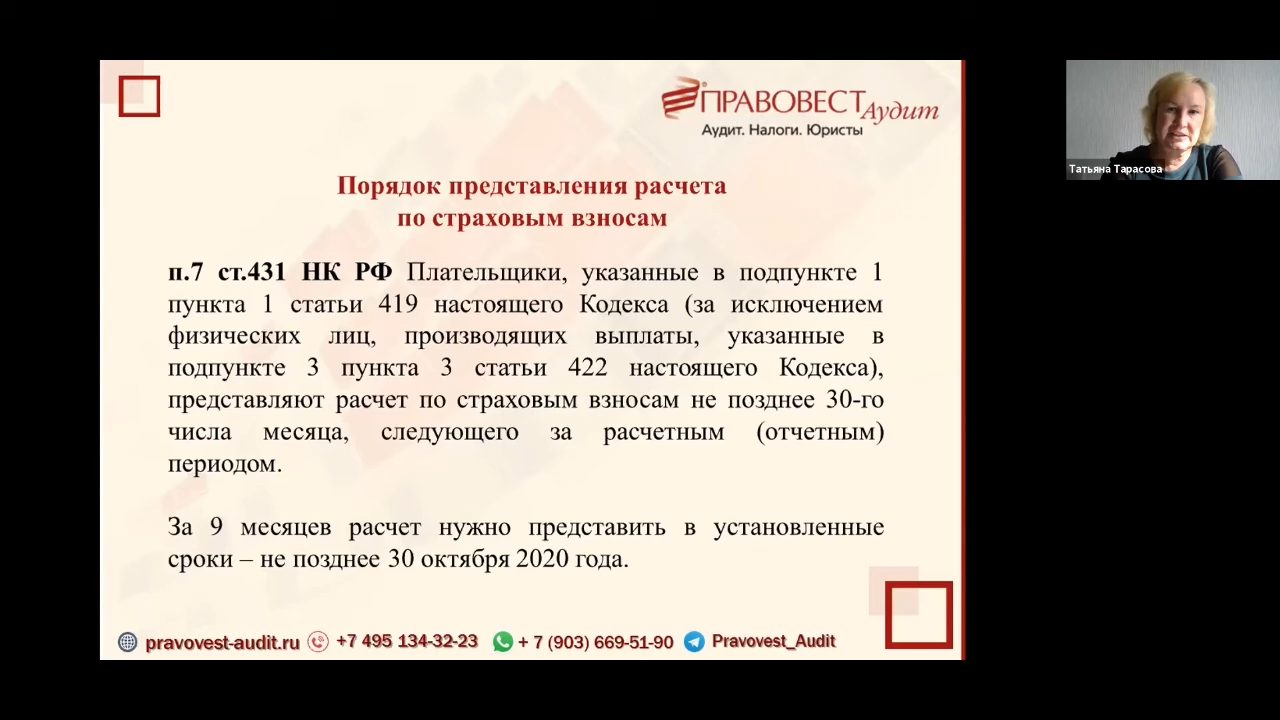 ПРАВОВЕСТ Аудит
Аудит. Налоги. Юристы
Татьяна Тарасова
Порядок представления расчета
по страховым взносам
п.7 ст.431 НК РФ Плательщики, указанные в подпункте 1
пункта 1 статьи 419 настоящего Кодекса (за исключением
физических лиц, производящих выплаты, указанные в
подпункте 3 пункта 3 статьи 422 настоящего Кодекса),
представляют расчет по страховым взносам не позднее 30-го
числа месяца, следующего за расчетным (отчетным)
периодом.
За 9 месяцев расчет нужно представить в установленные
сроки – не позднее 30 октября 2020 года.
pravovest-audit.ru +7 495 134-32-23 + 7 (903) 669-51-90 Pravovest_Audit